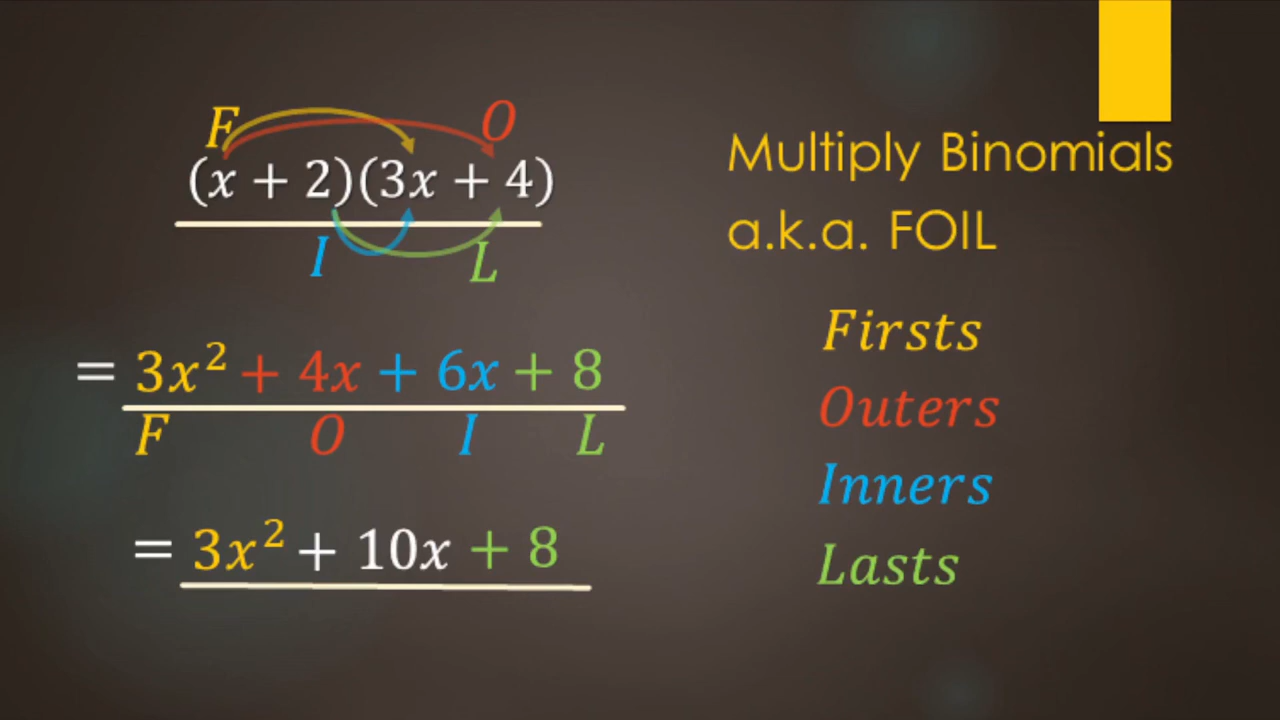 F O
(x + 2)(3x + 4)
I L
= 3x² + 4x + 6x + 8
F O I L
= 3x² + 10x + 8
Multiply Binomials
a.k.a. FOIL
Firsts
Outers
Inners
Lasts